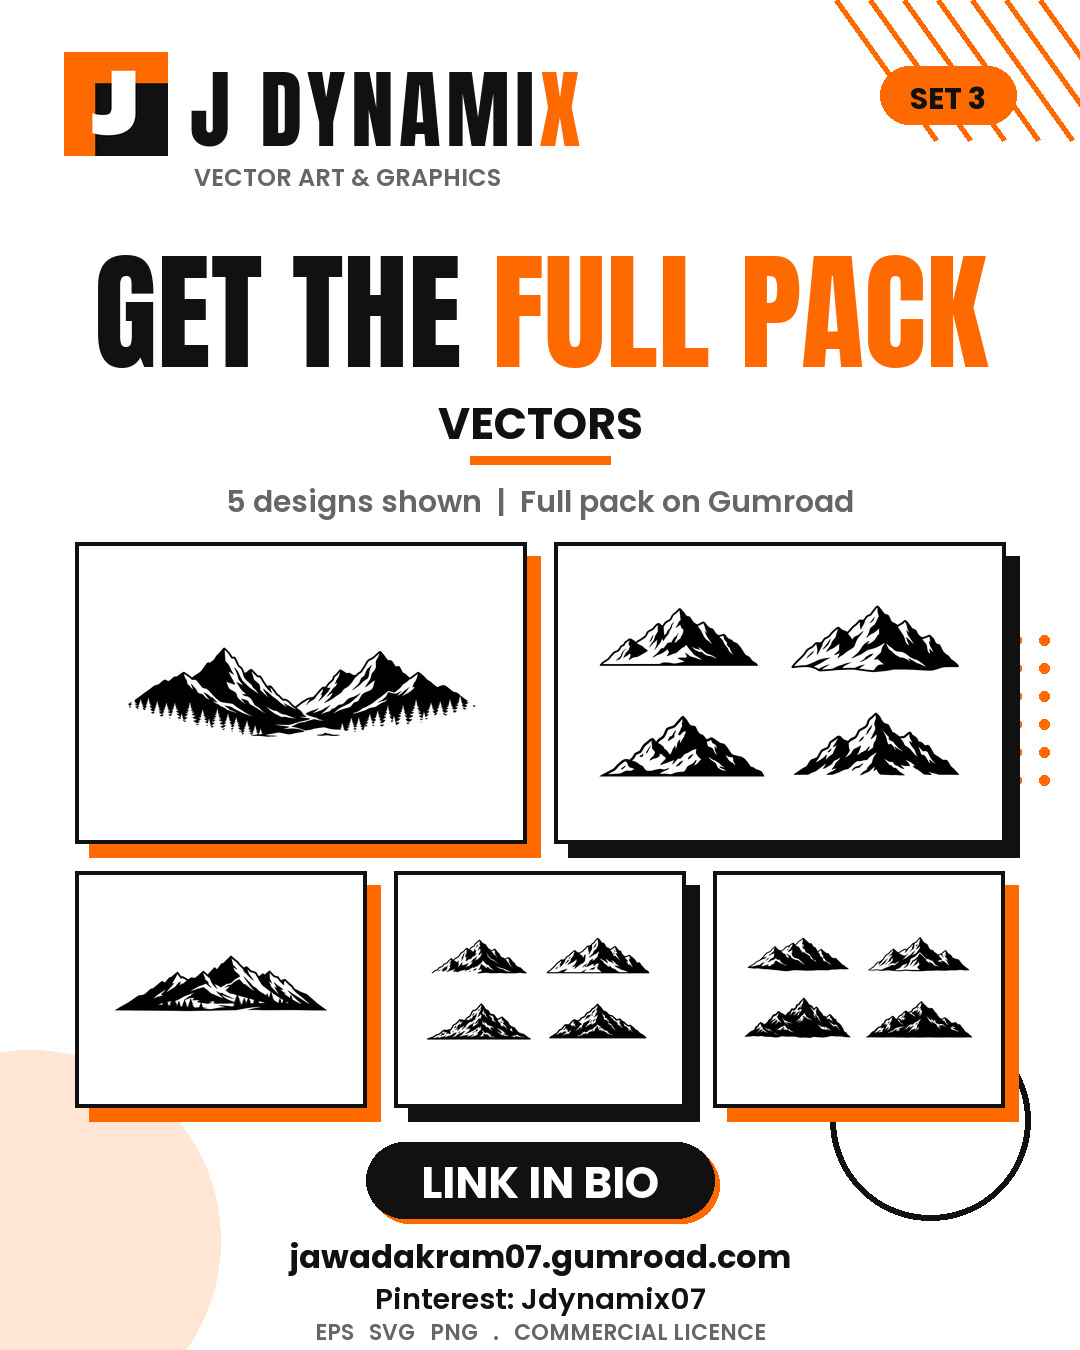 J
J DYNAMIX
VECTOR ART & GRAPHICS
SET 3
GET THE FULL PACK
VECTORS
5 designs shown | Full pack on Gumroad
LINK IN BIO
jawadakram07.gumroad.com
Pinterest: Jdynamix07
EPS SVG PNG . COMMERCIAL LICENCE